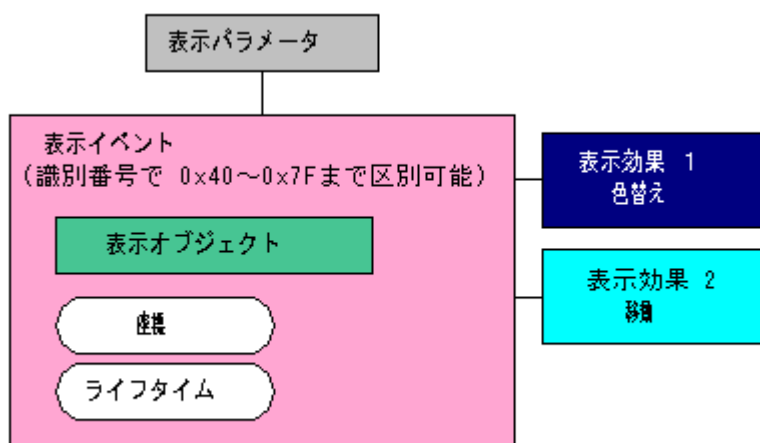 表示パラメータ
表示イベント
(識別番号で 0x40～0x7Fまで区別可能)
表示効果 1
色替え
表示オブジェクト
表示効果 2
移動
座標
ライフタイム